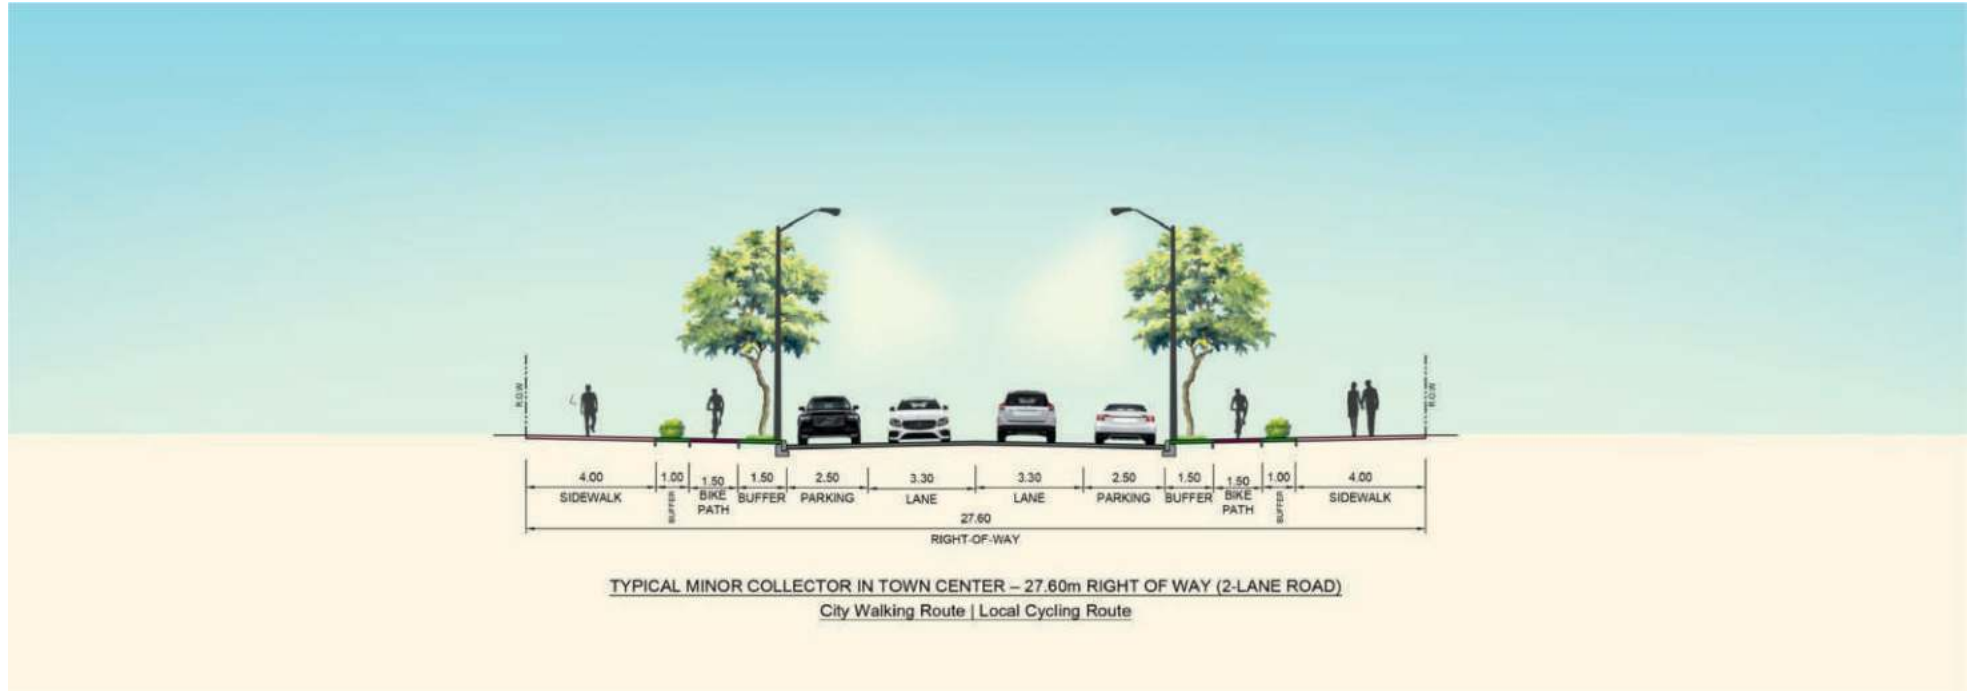 R.O.W
R.O.W
4.00 1.00 1.50 1.50 2.50 3.30 3.30 2.50 1.50 1.50 1.00 4.00
SIDEWALK BUFFER BIKE PATH BUFFER PARKING LANE LANE PARKING BUFFER BIKE PATH BUFFER SIDEWALK
27.60
RIGHT-OF-WAY
TYPICAL MINOR COLLECTOR IN TOWN CENTER – 27.60m RIGHT OF WAY (2-LANE ROAD)
City Walking Route | Local Cycling Route